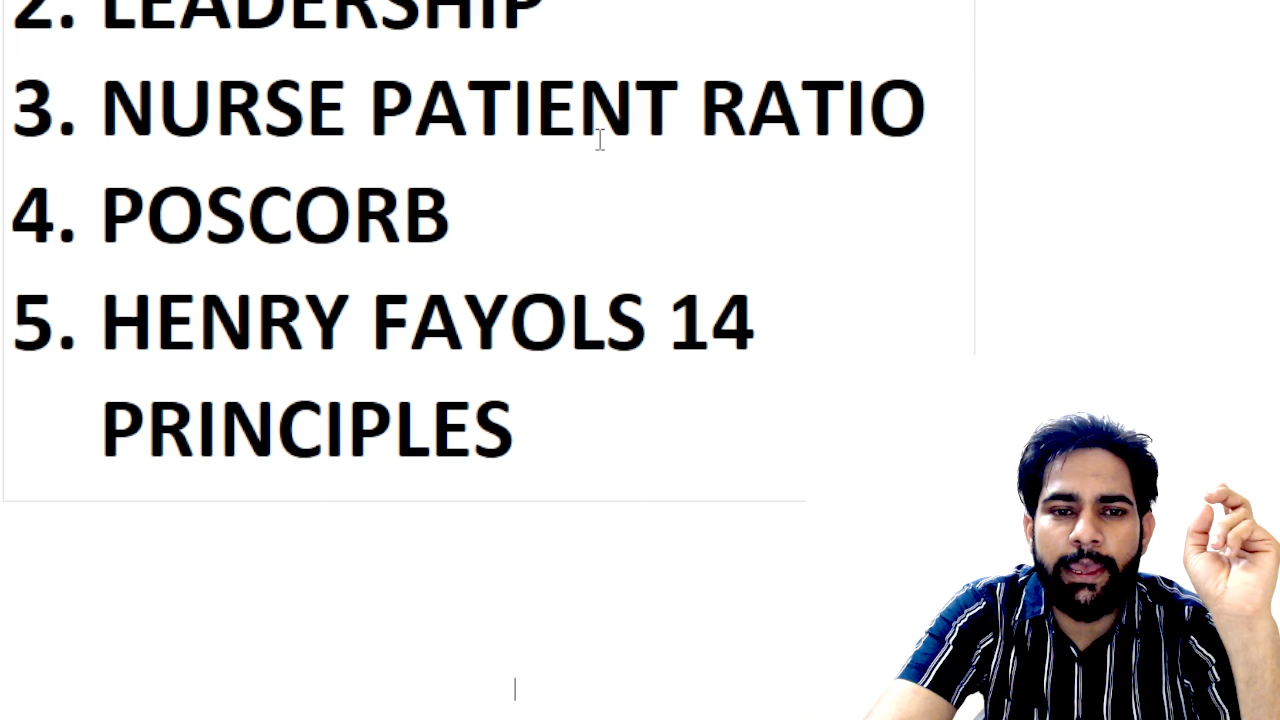 2. LEADERSHIP
3. NURSE PATIENT RATIO
4. POSCORB
5. HENRY FAYOLS 14
PRINCIPLES